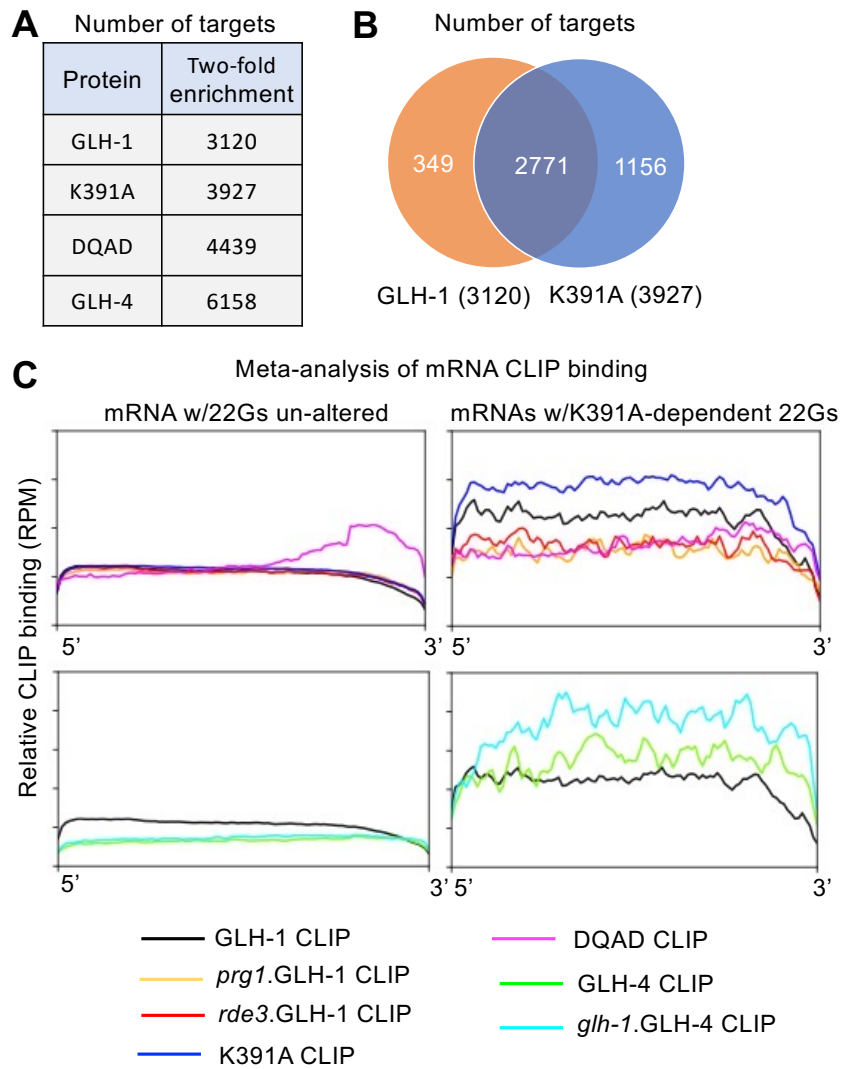 A
Number of targets
Protein
Two-fold
enrichment
GLH-1
3120
K391A
3927
DQAD
4439
GLH-4
6158
B
Number of targets
349
2771
1156
GLH-1 (3120)
K391A (3927)
C
Meta-analysis of mRNA CLIP binding
mRNA w/22Gs un-altered
mRNAs w/K391A-dependent 22Gs
Relative CLIP binding (RPM)
5’
3’
5’
3’
5’
3’
5’
3’
GLH-1 CLIP
prg1.GLH-1 CLIP
rde3.GLH-1 CLIP
K391A CLIP
DQAD CLIP
GLH-4 CLIP
glh-1.GLH-4 CLIP